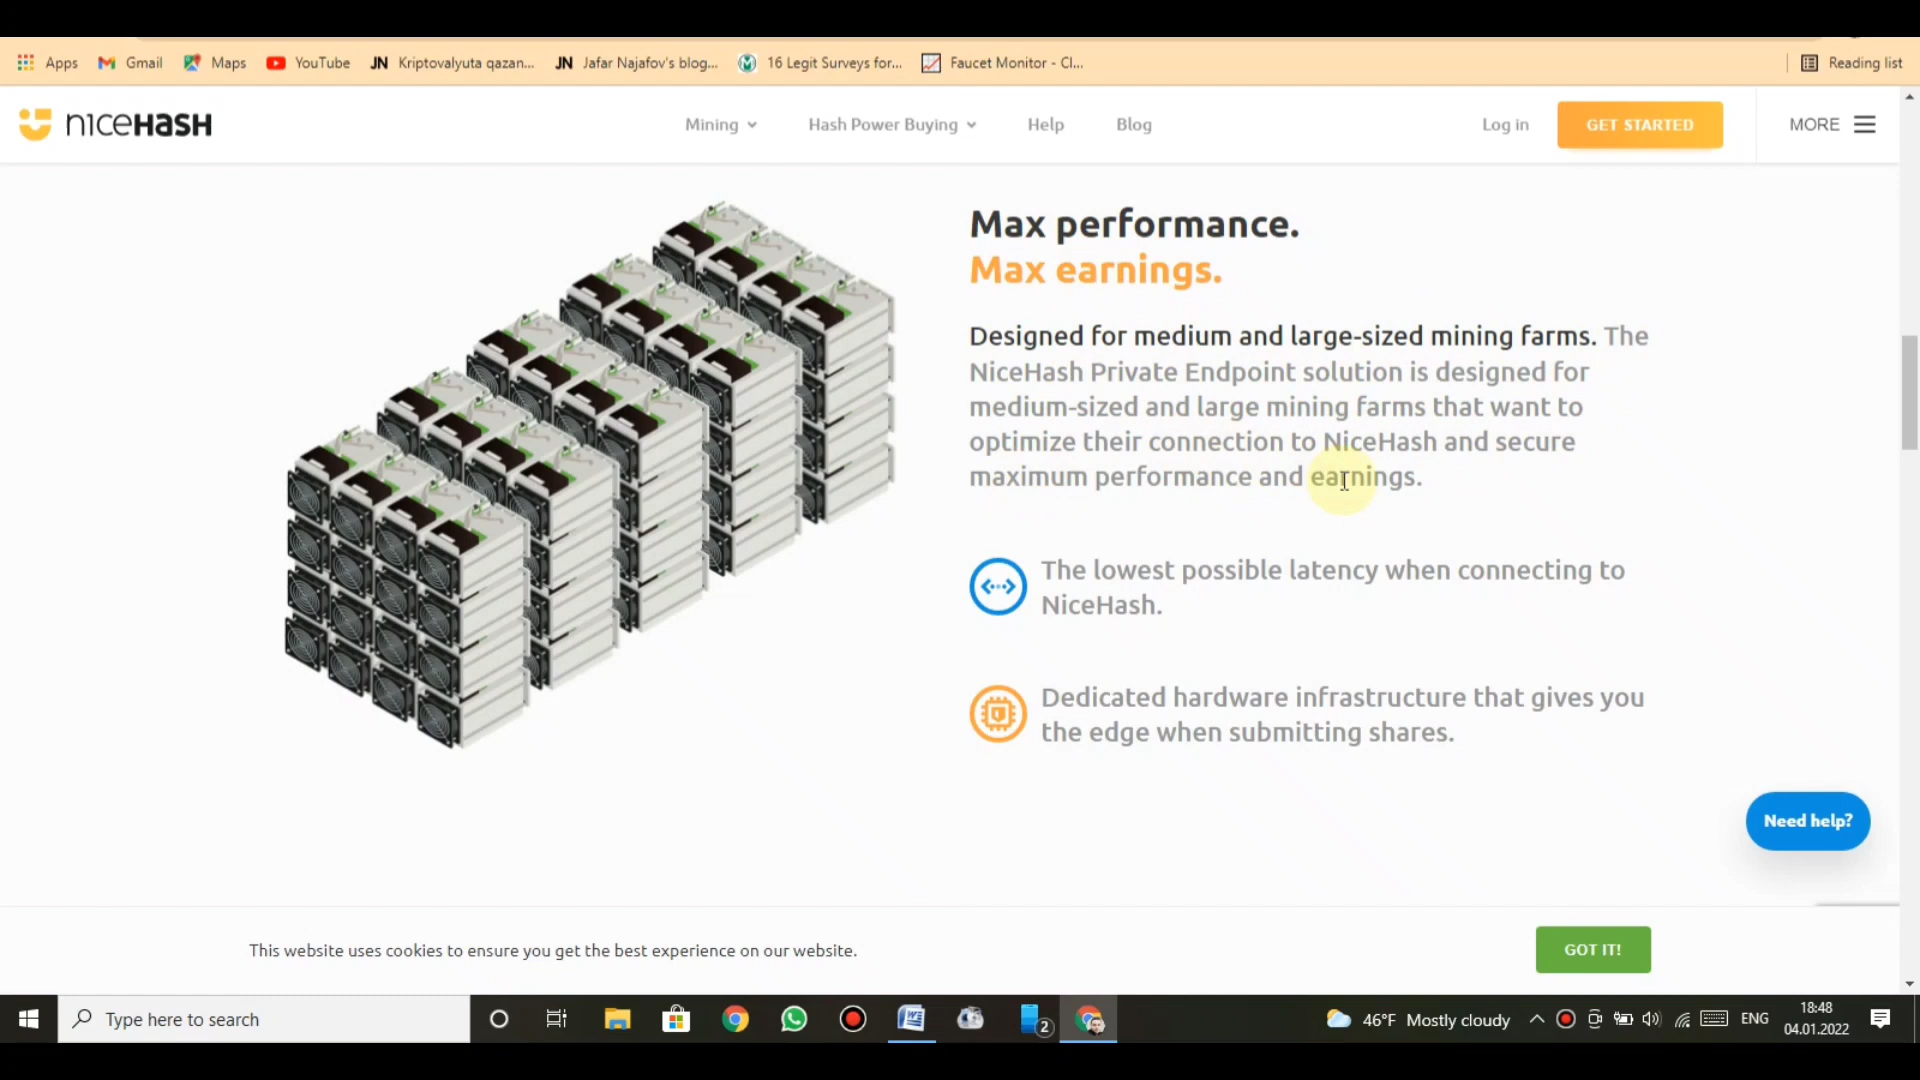 Apps
Gmail
Maps
YouTube
JN Kriptovalyuta qazan...
JN Jafar Najafov's blog...
16 Legit Surveys for...
Faucet Monitor - Cl...
Reading list
nıceHasH
Mining
Hash Power Buying
Help
Blog
Log in
GET STARTED
MORE
Max performance.
Max earnings.
Designed for medium and large-sized mining farms. The
NiceHash Private Endpoint solution is designed for
medium-sized and large mining farms that want to
optimize their connection to NiceHash and secure
maximum performance and earnings.
The lowest possible latency when connecting to
NiceHash.
Dedicated hardware infrastructure that gives you
the edge when submitting shares.
Need help?
This website uses cookies to ensure you get the best experience on our website.
GOT IT!
Type here to search
2
46°F Mostly cloudy
ENG
18:48
04.01.2022